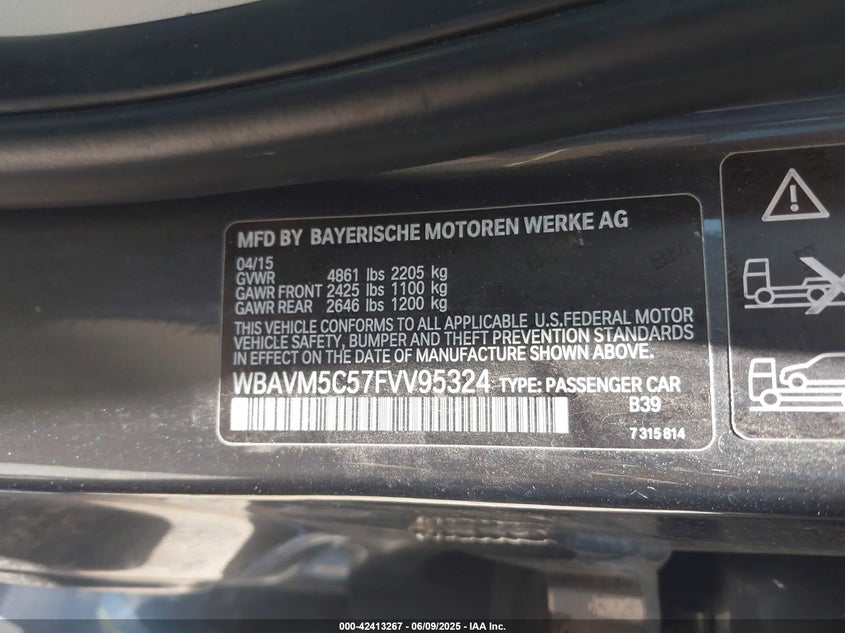 MFD BY BAYERISCHE MOTOREN WERKE AG
04/15
GVWR 4861 lbs 2205 kg
GAWR FRONT 2425 lbs 1100 kg
GAWR REAR 2646 lbs 1200 kg
THIS VEHICLE CONFORMS TO ALL APPLICABLE U.S.FEDERAL MOTOR
VEHICLE SAFETY, BUMPER AND THEFT PREVENTION STANDARDS
IN EFFECT ON THE DATE OF MANUFACTURE SHOWN ABOVE.
WBAVM5C57FVV95324 TYPE: PASSENGER CAR
B39
7315814
000-42413267 - 06/09/2025 - IAA Inc.